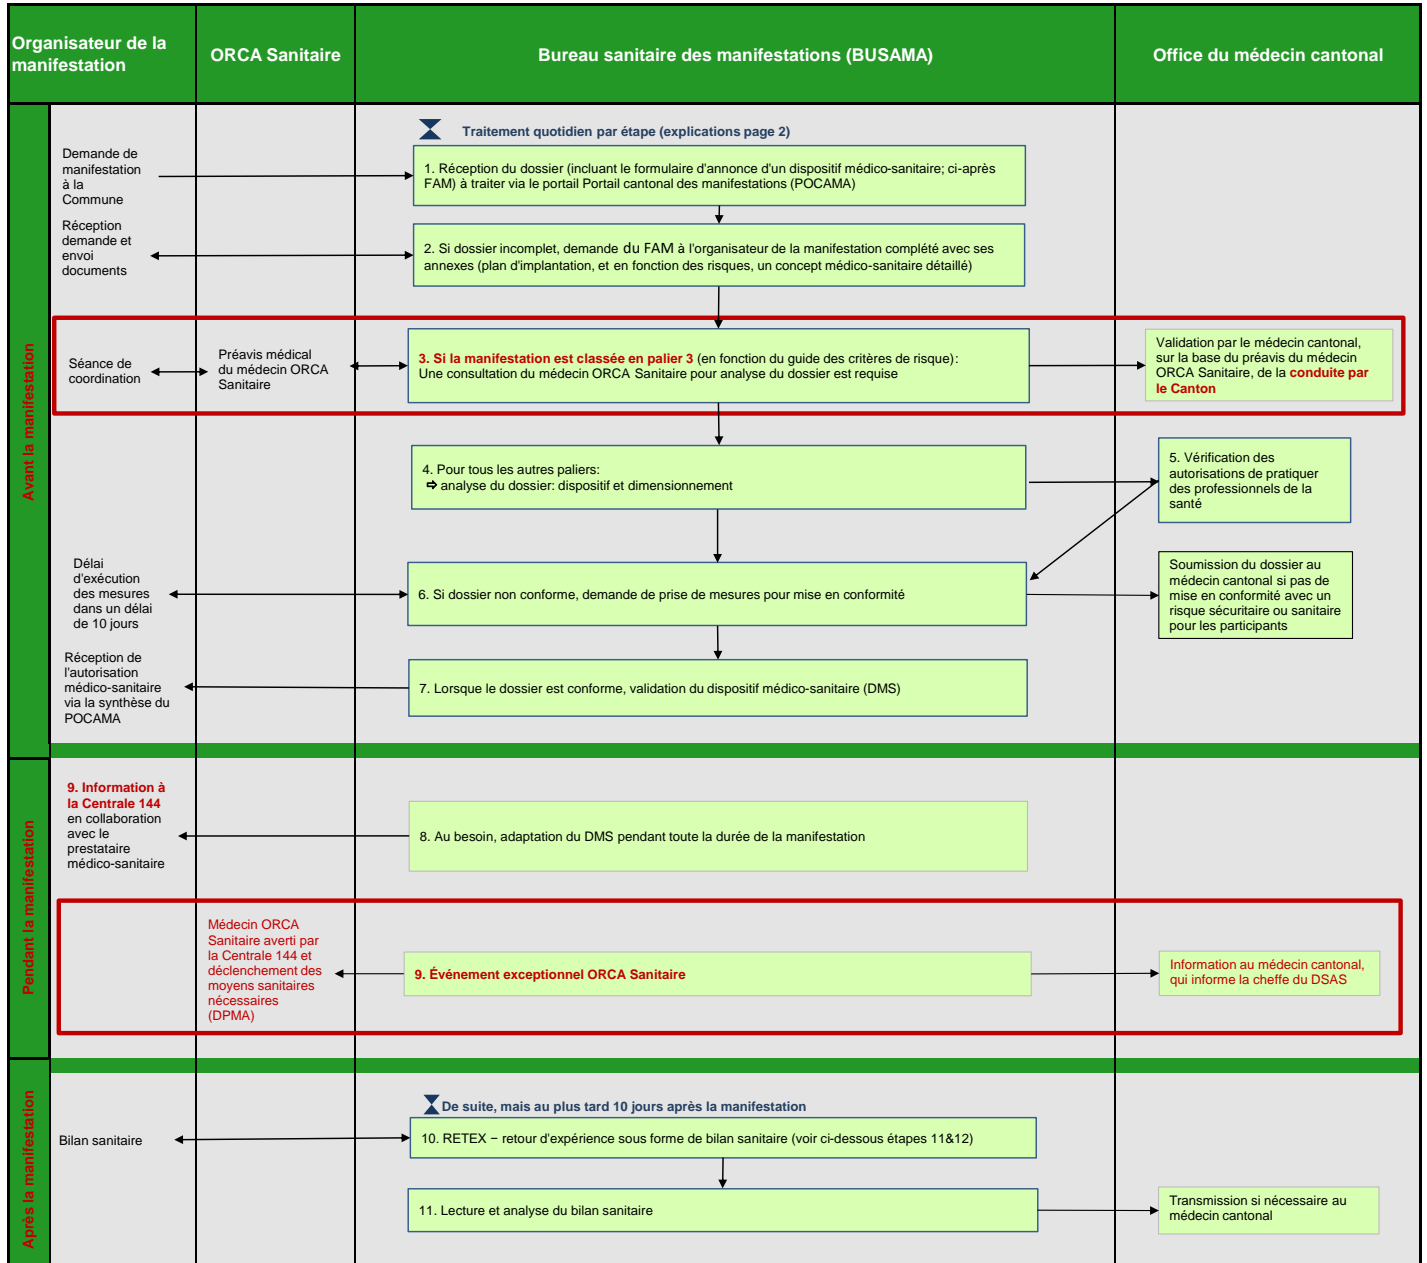 Organisateur de la
manifestation
ORCA Sanitaire
Bureau sanitaire des manifestations (BUSAMA)
Office du médecin cantonal
Avant la manifestation
Traitement quotidien par étape (explications page 2)
Demande de
manifestation
à la
Commune
1. Réception du dossier (incluant le formulaire d'annonce d'un dispositif médico-sanitaire; ci-après
FAM) à traiter via le portail Portail cantonal des manifestations (POCAMA)
Réception
demande et
envoi
documents
2. Si dossier incomplet, demande du FAM à l'organisateur de la manifestation complété avec ses
annexes (plan d'implantation, et en fonction des risques, un concept médico-sanitaire détaillé)
Séance de
coordination
Préavis médical
du médecin ORCA
Sanitaire
3. Si la manifestation est classée en palier 3 (en fonction du guide des critères de risque):
Une consultation du médecin ORCA Sanitaire pour analyse du dossier est requise
Validation par le médecin cantonal,
sur la base du préavis du médecin
ORCA Sanitaire, de la conduite par
le Canton
4. Pour tous les autres paliers:
⇨ analyse du dossier: dispositif et dimensionnement
5. Vérification des
autorisations de pratiquer
des professionnels de la
santé
Délai
d'exécution
des mesures
dans un délai
de 10 jours
6. Si dossier non conforme, demande de prise de mesures pour mise en conformité
Soumission du dossier au
médecin cantonal si pas de
mise en conformité avec un
risque sécuritaire ou sanitaire
pour les participants
Réception de
l'autorisation
médico-sanitaire
via la synthèse du
POCAMA
7. Lorsque le dossier est conforme, validation du dispositif médico-sanitaire (DMS)
Pendant la manifestation
9. Information à
la Centrale 144
en collaboration
avec le
prestataire
médico-sanitaire
8. Au besoin, adaptation du DMS pendant toute la durée de la manifestation
Médecin ORCA
Sanitaire averti par
la Centrale 144 et
déclenchement des
moyens sanitaires
nécessaires
(DPMA)
9. Événement exceptionnel ORCA Sanitaire
Information au médecin cantonal,
qui informe la cheffe du DSAS
Après la manifestation
De suite, mais au plus tard 10 jours après la manifestation
Bilan sanitaire
10. RETEX – retour d'expérience sous forme de bilan sanitaire (voir ci-dessous étapes 11&12)
11. Lecture et analyse du bilan sanitaire
Transmission si nécessaire au
médecin cantonal